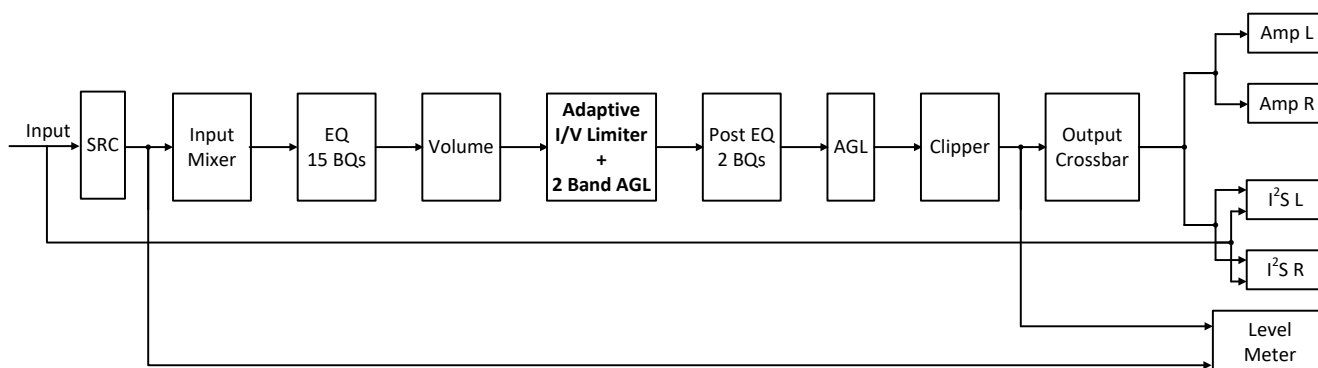 Input
SRC
Input
Mixer
EQ
15 BQs
Volume
Adaptive
I/V Limiter
+
2 Band AGL
Post EQ
2 BQs
AGL
Clipper
Output
Crossbar
Amp L
Amp R
I²S L
I²S R
Level
Meter